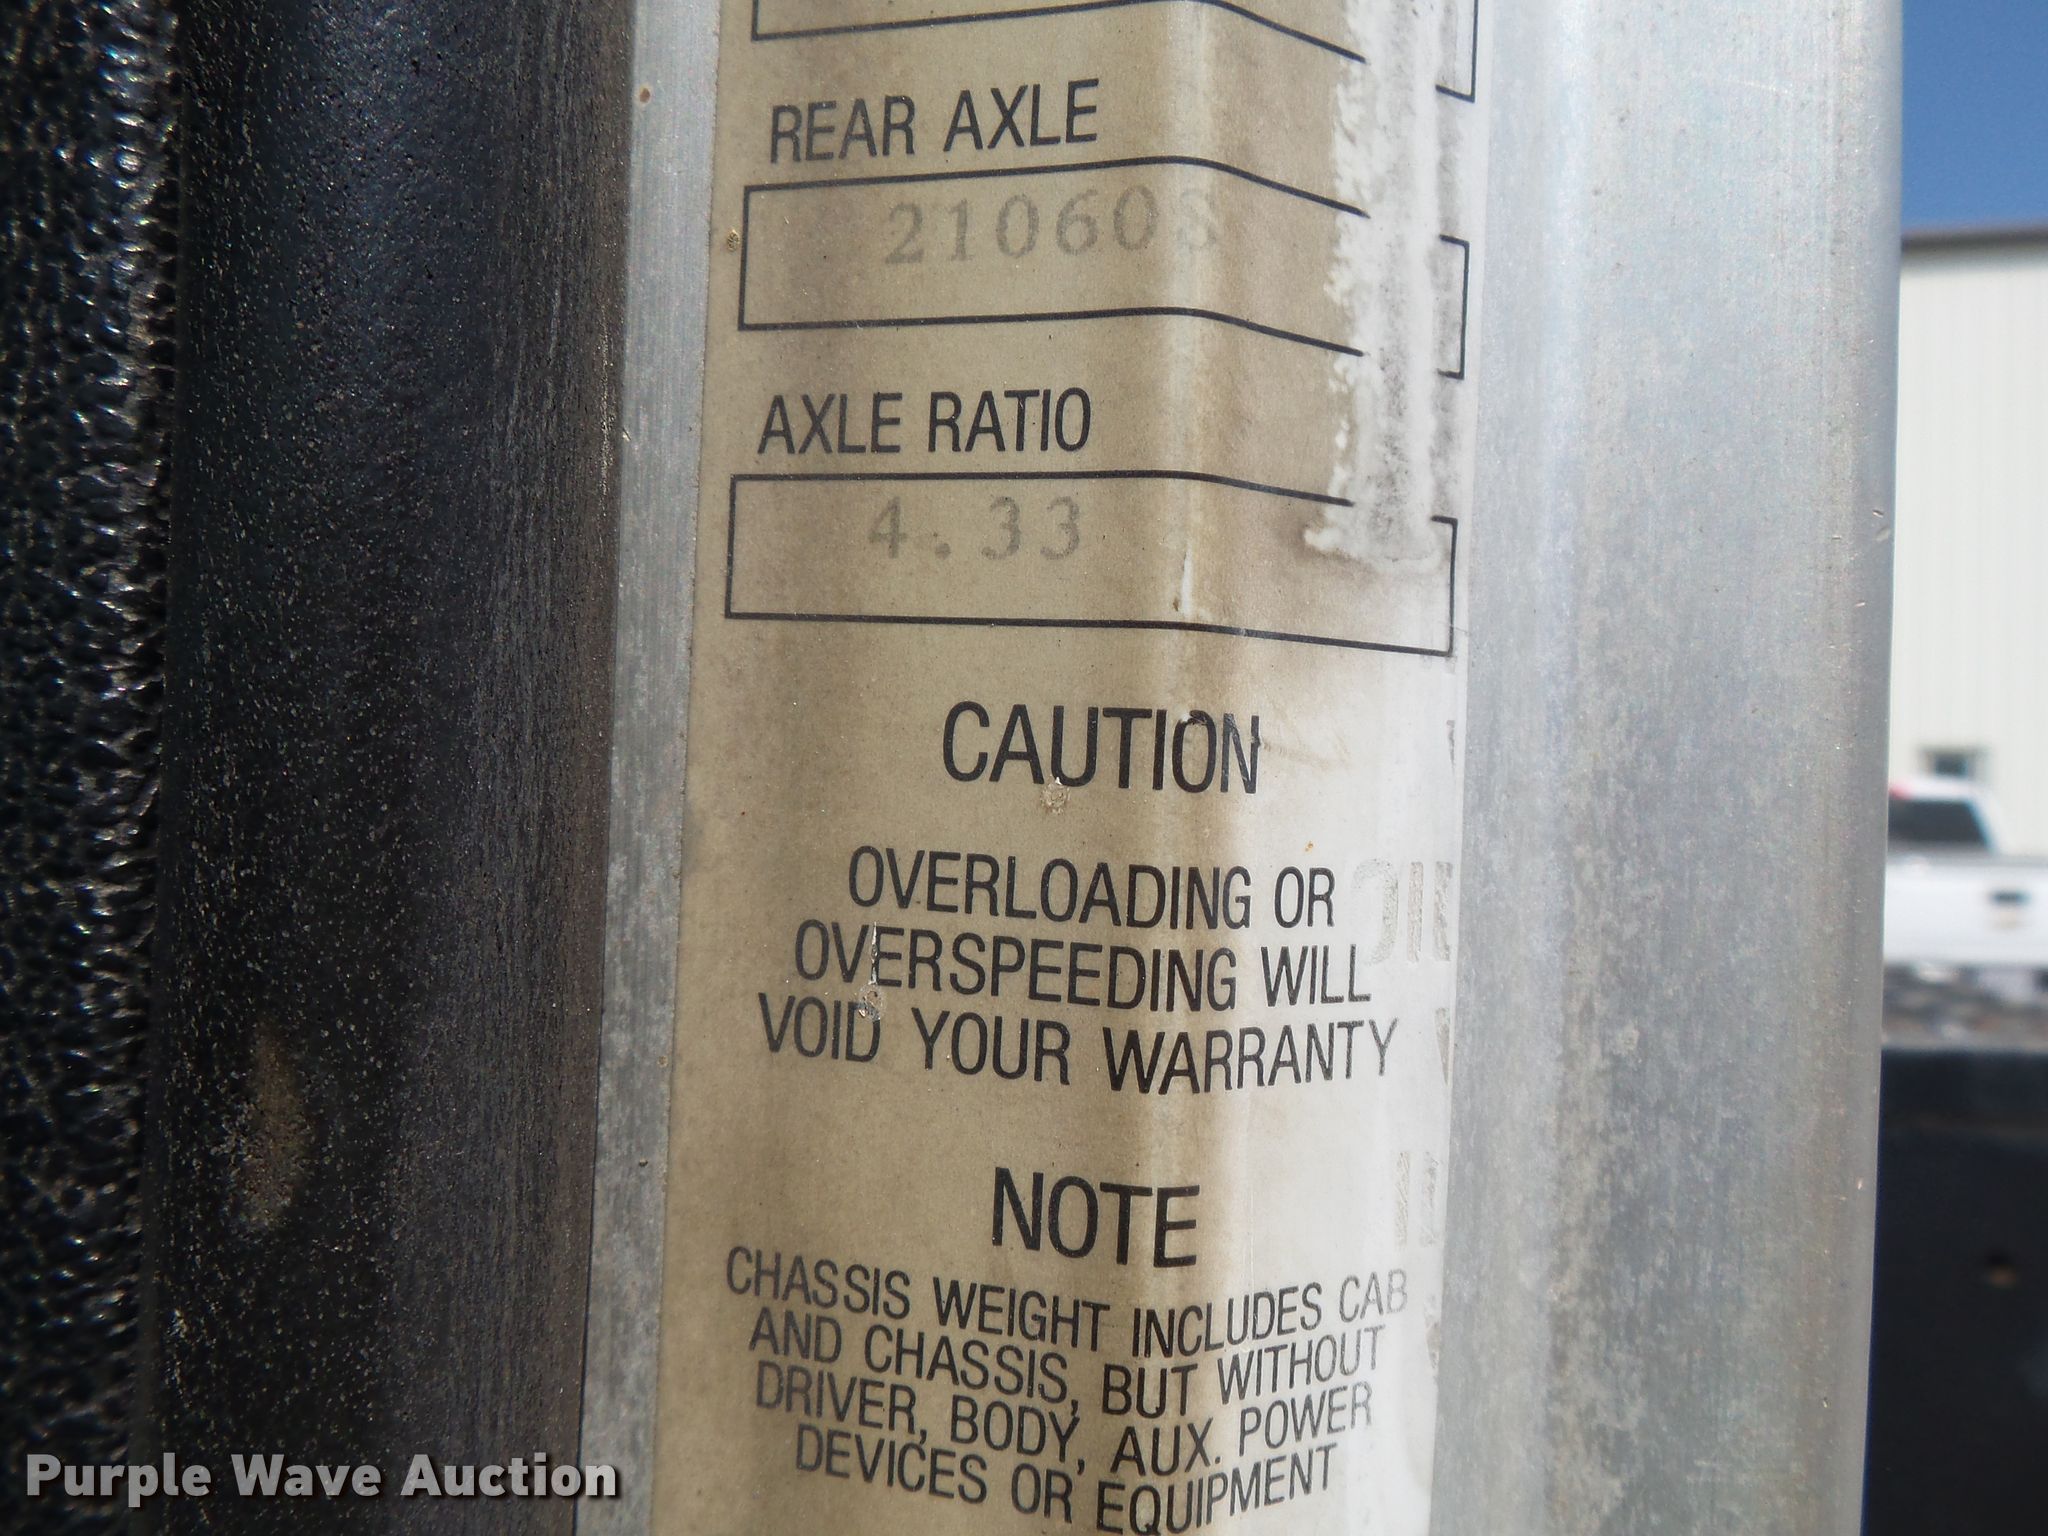 REAR AXLE
21060S
AXLE RATIO
4.33
CAUTION
OVERLOADING OR
OVERSPEEDING WILL
VOID YOUR WARRANTY
NOTE
CHASSIS WEIGHT INCLUDES CAB
AND CHASSIS, BUT WITHOUT
DRIVER, BODY, AUX. POWER
DEVICES OR EQUIPMENT
Purple Wave Auction